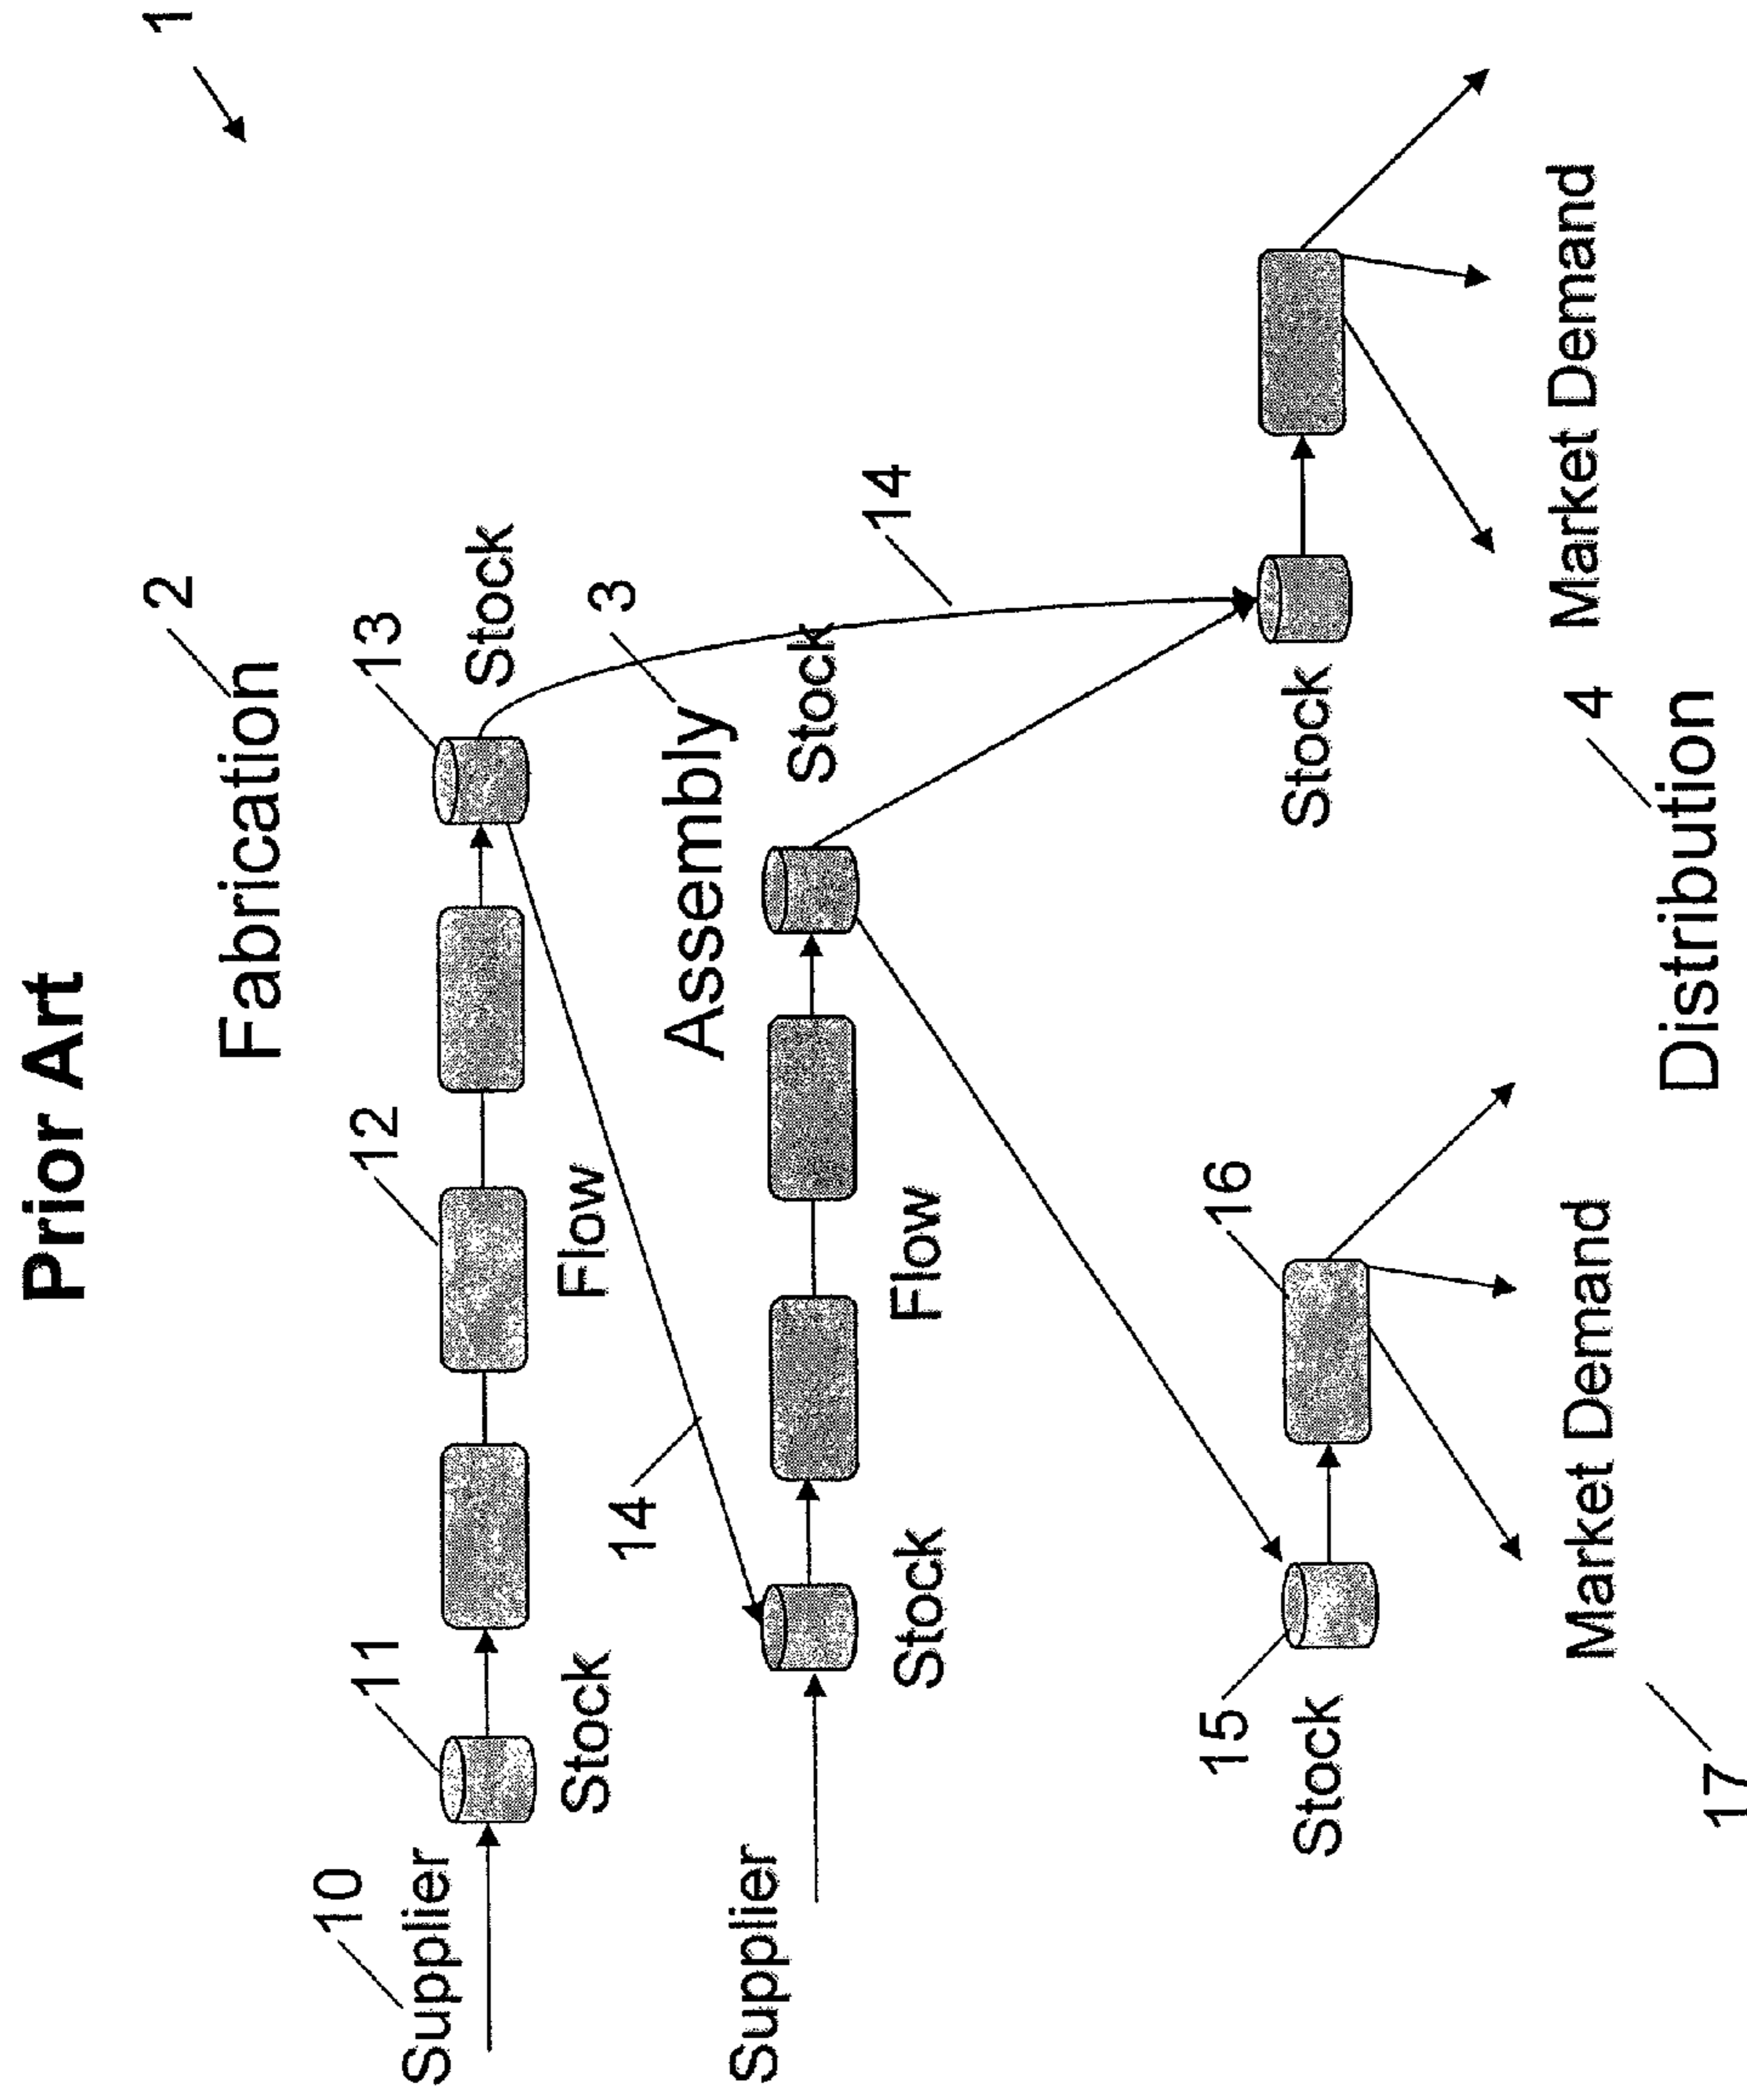 Prior Art
1
2
Fabrication
10
11
12
13
Supplier
Stock
Stock
Flow
3
14
Assembly
Supplier
Stock
14
Stock
Flow
15
16
Stock
Stock
Market Demand
4
Market Demand
Distribution
17